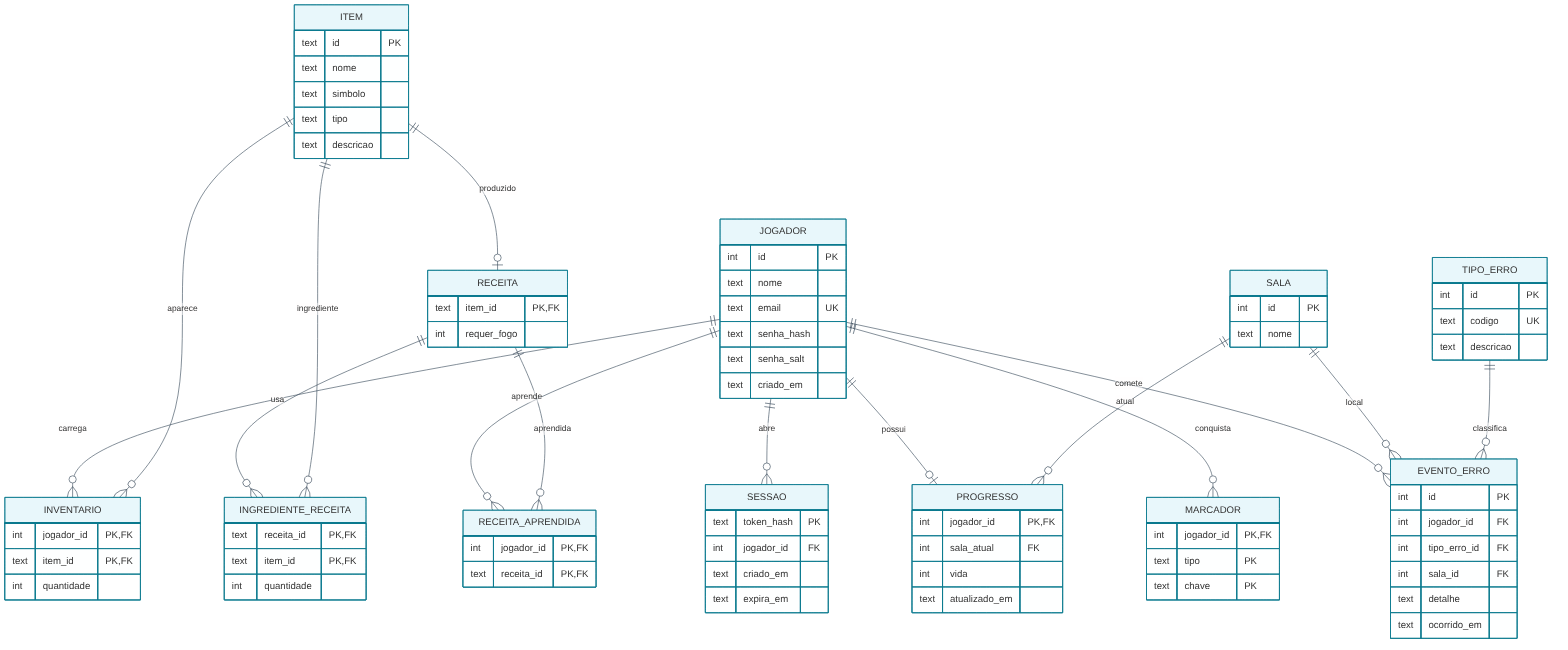 ITEM
text id PK
text nome
text simbolo
text tipo
text descricao
produzido
aparece
ingrediente
JOGADOR
int id PK
text nome
text email UK
text senha_hash
text senha_salt
text criado_em
RECEITA
text item_id PK,FK
int requer_fogo
SALA
int id PK
text nome
TIPO_ERRO
int id PK
text codigo UK
text descricao
carrega
usa
aprende
aprendida
abre
possui
comete
atual
conquista
local
classifica
INVENTARIO
int jogador_id PK,FK
text item_id PK,FK
int quantidade
INGREDIENTE_RECEITA
text receita_id PK,FK
text item_id PK,FK
int quantidade
RECEITA_APRENDIDA
int jogador_id PK,FK
text receita_id PK,FK
SESSAO
text token_hash PK
int jogador_id FK
text criado_em
text expira_em
PROGRESSO
int jogador_id PK,FK
int sala_atual FK
int vida
text atualizado_em
MARCADOR
int jogador_id PK,FK
text tipo PK
text chave PK
EVENTO_ERRO
int id PK
int jogador_id FK
int tipo_erro_id FK
int sala_id FK
text detalhe
text ocorrido_em